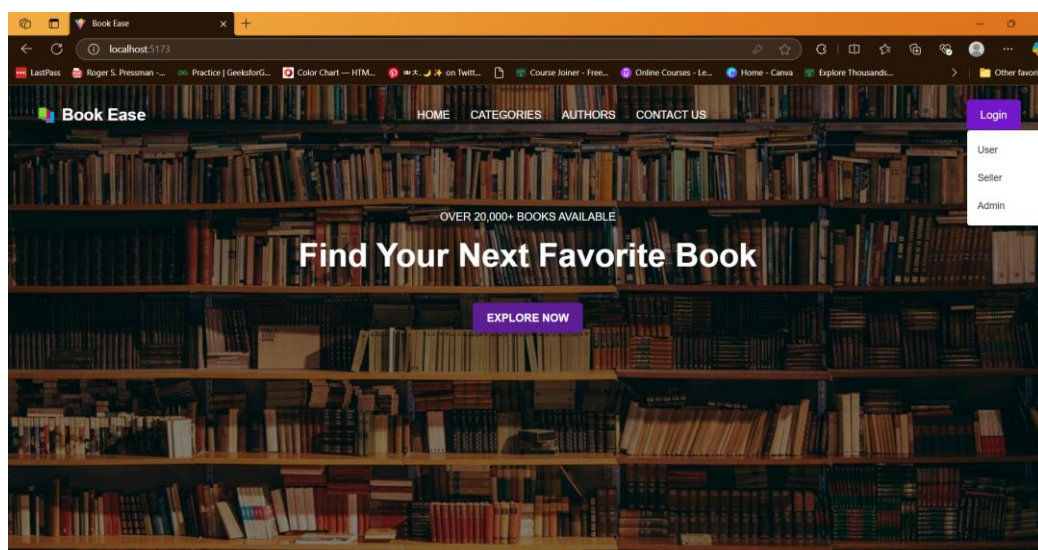 Book Ease
localhost:5173
LastPass
Roger S. Pressman -...
Practice | GeeksforG...
Color Chart — HTM...
on Twitt...
Course Joiner - Free...
Online Courses - Le...
Home - Canva
Explore Thousands...
Other favori
Book Ease
HOME
CATEGORIES
AUTHORS
CONTACT US
Login
User
Seller
Admin
OVER 20,000+ BOOKS AVAILABLE
Find Your Next Favorite Book
EXPLORE NOW